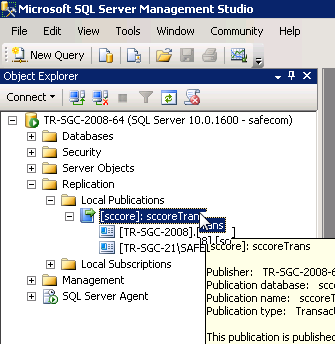 Microsoft SQL Server Management Studio
File Edit View Tools Window Community
New Query
Object Explorer
Connect
TR-SGC-2008-64 (SQL Server 10.0.1600 - safecom)
Databases
Security
Server Objects
Replication
Local Publications
[sccore]: sccoreTrans
[TR-SGC-2008].[
[TR-SGC-21\SAFE
Local Subscriptions
Management
SQL Server Agent
[sccore]: sccoreTrans
Publisher: TR-SGC-2008-6
Publication database: sccore
Publication name: sccoreT
Publication type: Transac
This publication is published